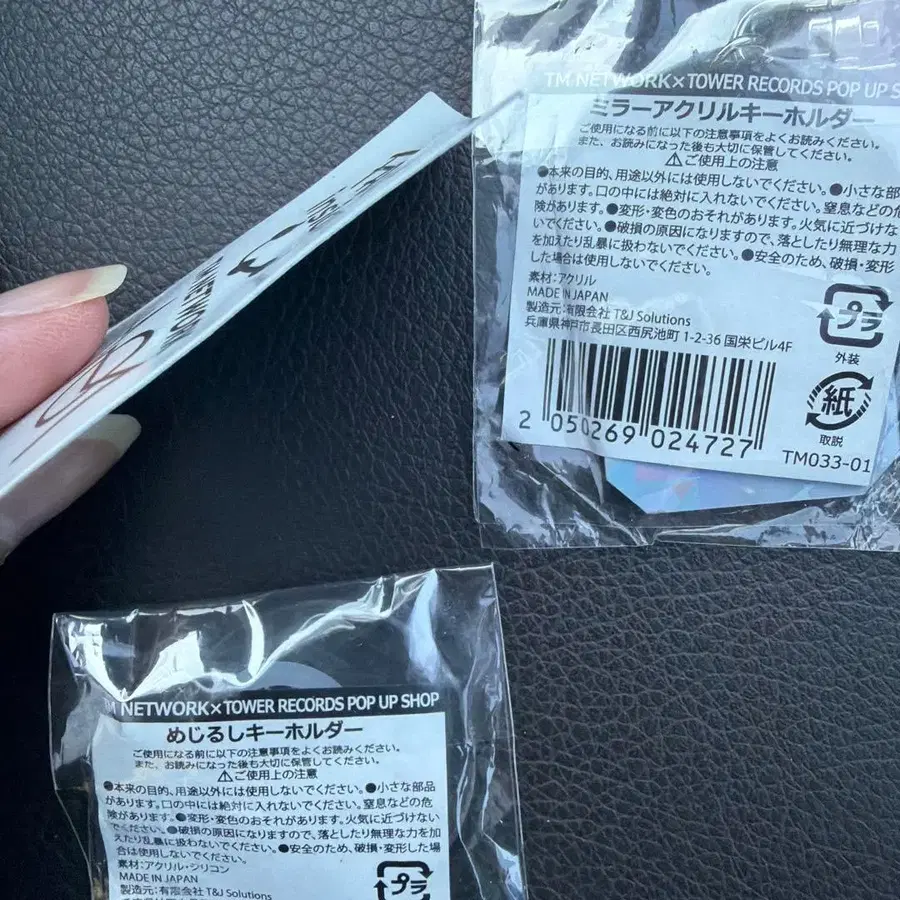 TM NETWORK×TOWER RECORDS POP UP S
ミラーアクリルキーホルダー
ご使用になる前に以下の注意事項をよくお読みください。
また、お読みになった後も大切に保管してください。
⚠ご使用上の注意
●本来の目的、用途以外には使用しないでください。●小さな部品
があります。口の中には絶対に入れないでください。窒息などの危
険があります。●変形・変色のおそれがあります。火気に近づけな
いでください。●破損の原因になりますので、落としたり無理な力
を加えたり乱暴に扱わないでください。●安全のため、破損・変形
した場合は使用しないでください。
素材:アクリル
MADE IN JAPAN
製造元:有限会社 T&J Solutions
兵庫県神戸市長田区西尻池町 1-2-36 国栄ビル4F
プラ
外装
紙
取説
2 050269 024727
TM033-01
TM NETWORK
TM NETWORK×TOWER RECORDS POP UP SHOP
めじるしキーホルダー
ご使用になる前に以下の注意事項をよくお読みください。
また、お読みになった後も大切に保管してください。
⚠ご使用上の注意
●本来の目的、用途以外には使用しないでください。●小さな部品
があります。口の中には絶対に入れないでください。窒息などの危
険があります。●変形・変色のおそれがあります。火気に近づけない
でください。●破損の原因になりますので、落としたり無理な力を加
えたり乱暴に扱わないでください。●安全のため、破損・変形した場
合は使用しないでください。
素材:アクリル・シリコン
MADE IN JAPAN
製造元:有限会社 T&J Solutions
プラ